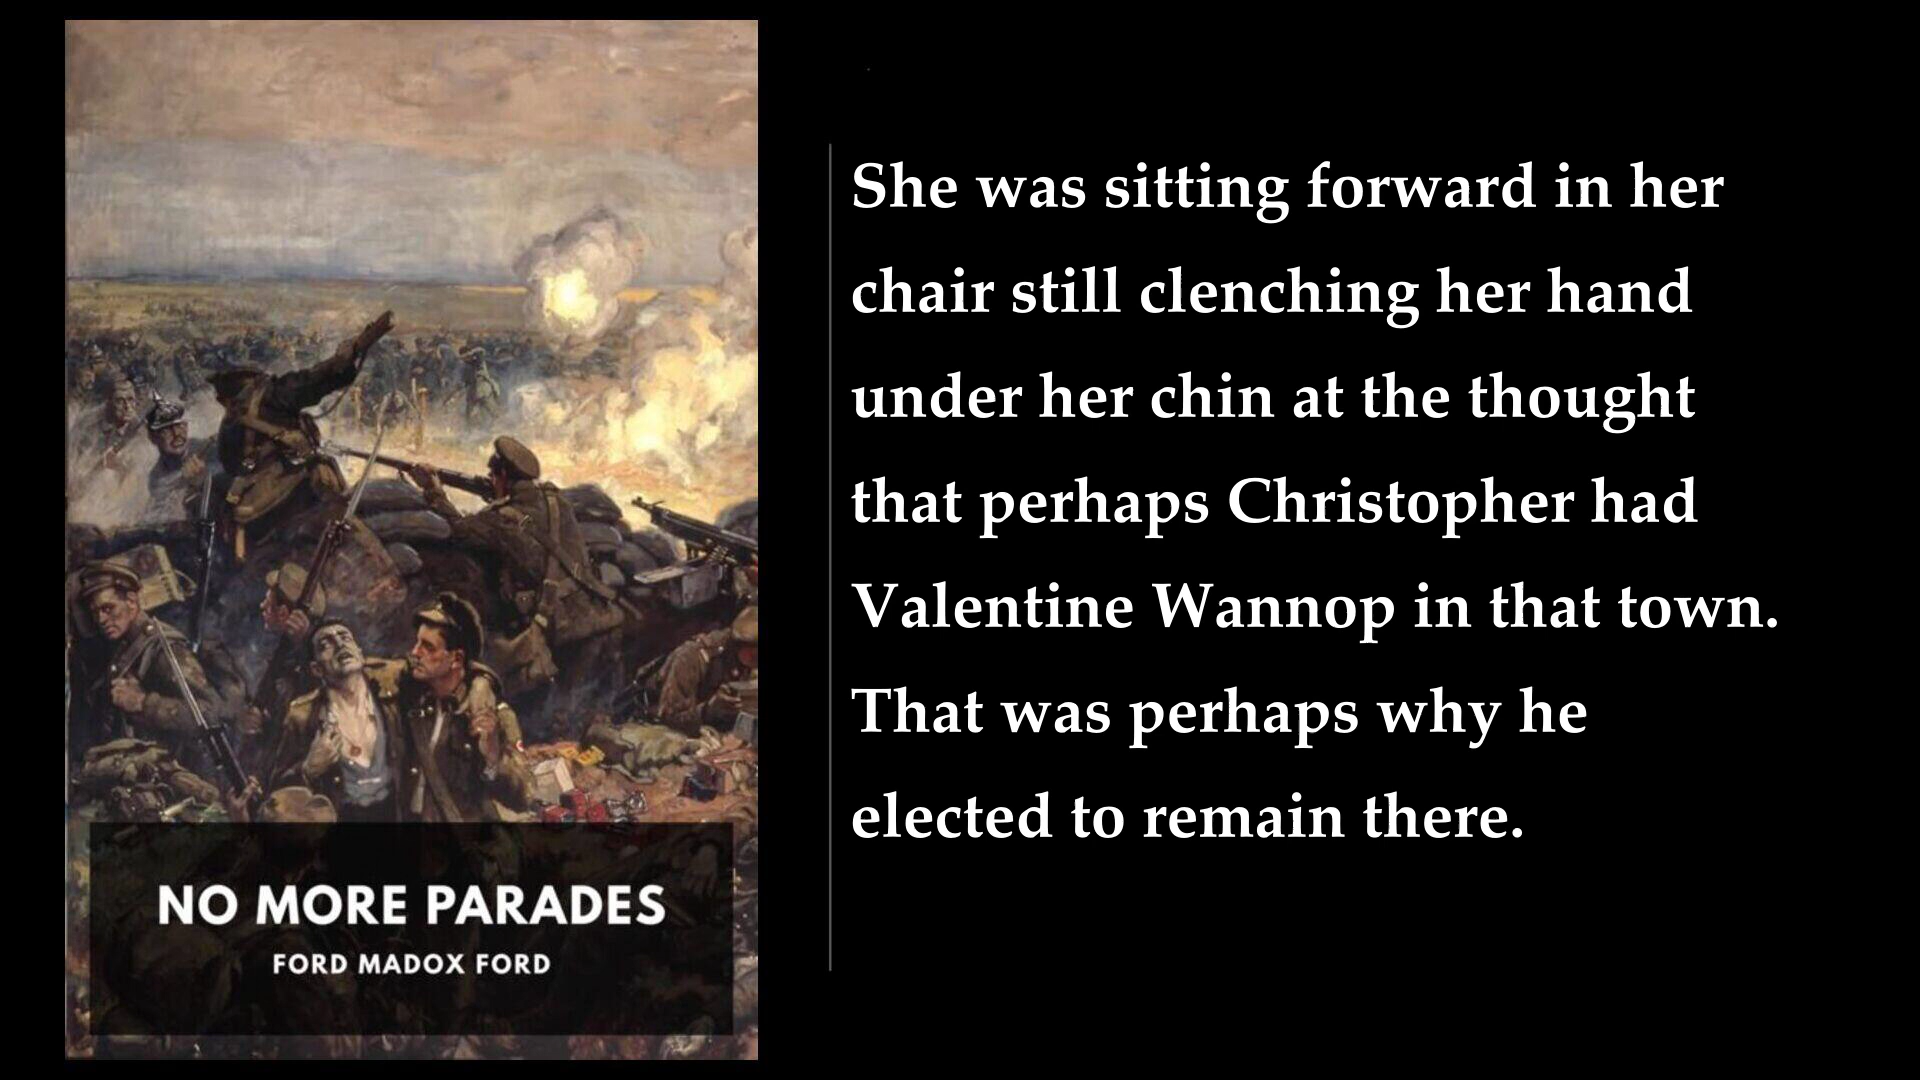 She was sitting forward in her
chair still clenching her hand
under her chin at the thought
that perhaps Christopher had
Valentine Wannop in that town.
That was perhaps why he
elected to remain there.
NO MORE PARADES
FORD MADOX FORD